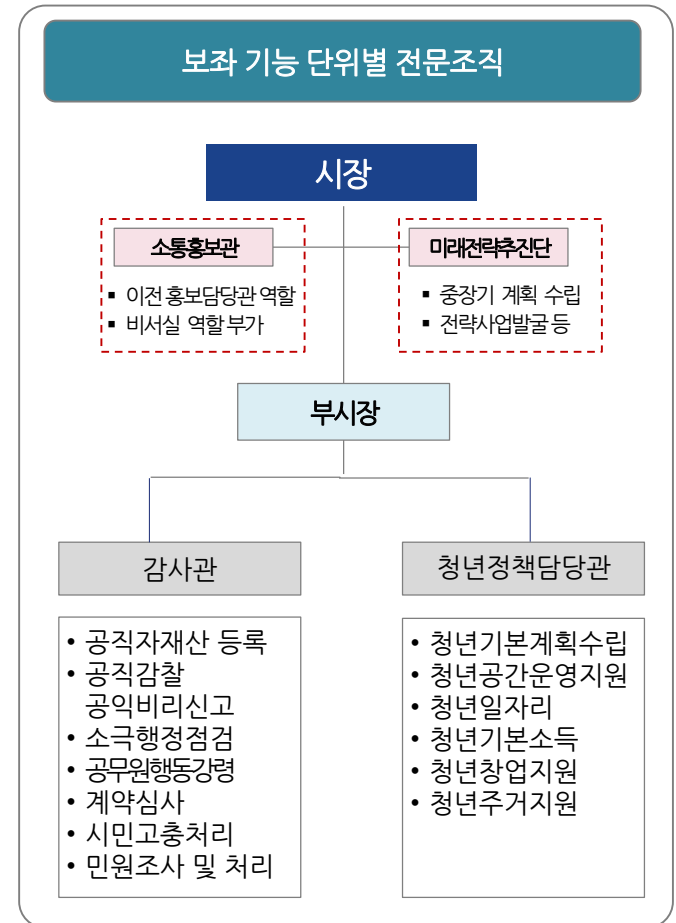 보좌 기능 단위별 전문조직
시장
소통홍보관
▪ 이전 홍보담당관 역할
▪ 비서실 역할 부가
미래전략추진단
▪ 중장기 계획 수립
▪ 전략사업발굴 등
부시장
감사관
• 공직자재산 등록
• 공직감찰
공익비리신고
• 소극행정점검
• 공무원행동강령
• 계약심사
• 시민고충처리
• 민원조사 및 처리
청년정책담당관
• 청년기본계획수립
• 청년공간운영지원
• 청년일자리
• 청년기본소득
• 청년창업지원
• 청년주거지원